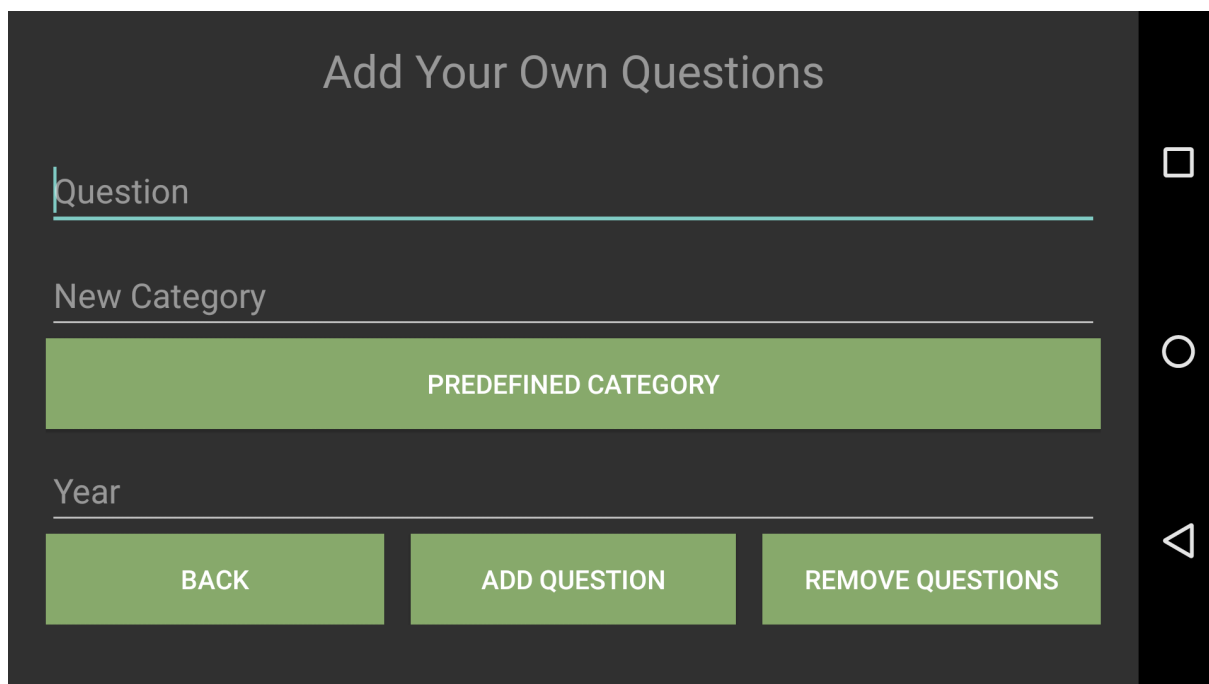 Add Your Own Questions
Question
New Category
PREDEFINED CATEGORY
Year
BACK
ADD QUESTION
REMOVE QUESTIONS